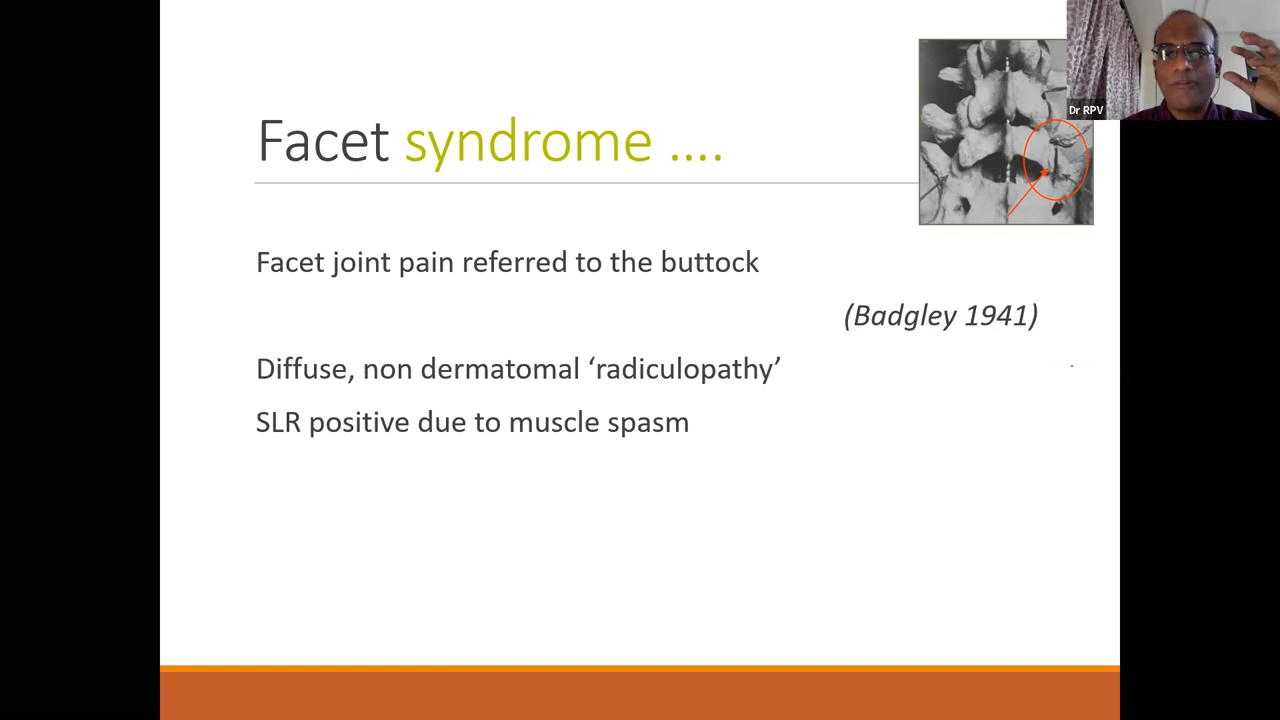 Dr RPV
Facet syndrome ....
Facet joint pain referred to the buttock
(Badgley 1941)
Diffuse, non dermatomal ‘radiculopathy’
SLR positive due to muscle spasm